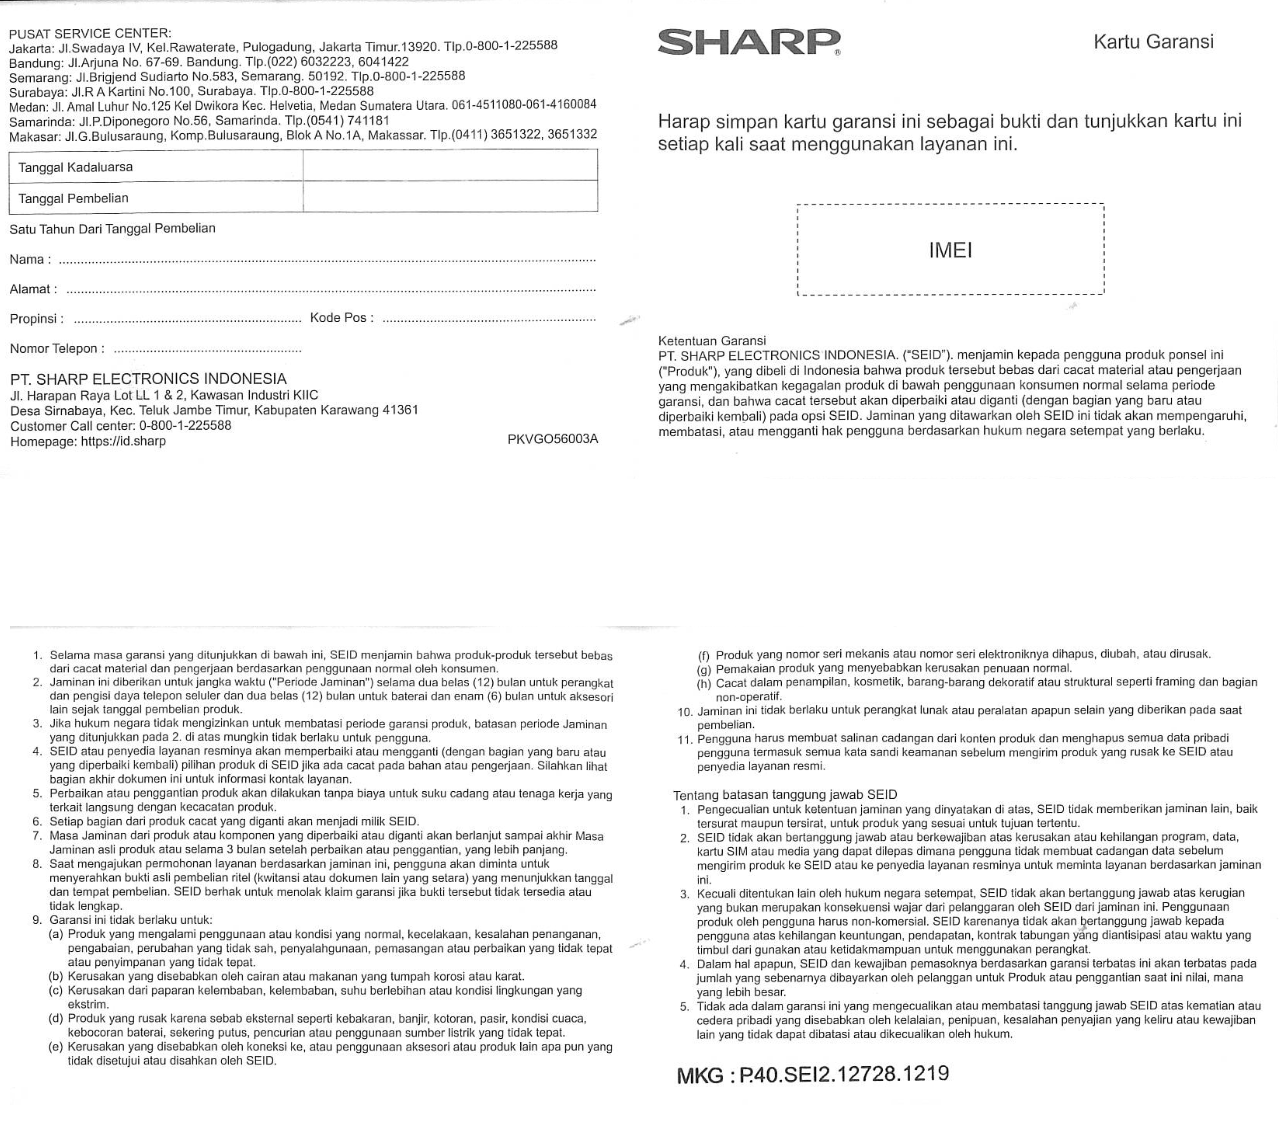 PUSAT SERVICE CENTER:
Jakarta: Jl.Swadaya IV, Kel.Rawaterate, Pulogadung, Jakarta Timur.13920. Tlp.0-800-1-225588
Bandung: Jl.Arjuna No. 67-69. Bandung. Tlp.(022) 6032223, 6041422
Semarang: Jl.Brigjend Sudiarto No.583, Semarang. 50192. Tlp.0-800-1-225588
Surabaya: Jl.R A Kartini No.100, Surabaya. Tlp.0-800-1-225588
Medan: Jl. Amal Luhur No.125 Kel Dwikora Kec. Helvetia, Medan Sumatera Utara. 061-4511080-061-4160084
Samarinda: Jl.P.Diponegoro No.56, Samarinda. Tlp.(0541) 741181
Makasar: Jl.G.Bulusaraung, Komp.Bulusaraung, Blok A No.1A, Makassar. Tlp.(0411) 3651322, 3651332
Tanggal Kadaluarsa
Tanggal Pembelian
Satu Tahun Dari Tanggal Pembelian
Nama :
Alamat :
Propinsi : Kode Pos :
Nomor Telepon :
PT. SHARP ELECTRONICS INDONESIA
Jl. Harapan Raya Lot LL 1 & 2, Kawasan Industri KIIC
Desa Sirnabaya, Kec. Teluk Jambe Timur, Kabupaten Karawang 41361
Customer Call center: 0-800-1-225588
Homepage: https://id.sharp PKVGO56003A
SHARP®
Kartu Garansi
Harap simpan kartu garansi ini sebagai bukti dan tunjukkan kartu ini
setiap kali saat menggunakan layanan ini.
IMEI
Ketentuan Garansi
PT. SHARP ELECTRONICS INDONESIA. ("SEID"). menjamin kepada pengguna produk ponsel ini
("Produk"), yang dibeli di Indonesia bahwa produk tersebut bebas dari cacat material atau pengerjaan
yang mengakibatkan kegagalan produk di bawah penggunaan konsumen normal selama periode
garansi, dan bahwa cacat tersebut akan diperbaiki atau diganti (dengan bagian yang baru atau
diperbaiki kembali) pada opsi SEID. Jaminan yang ditawarkan oleh SEID ini tidak akan mempengaruhi,
membatasi, atau mengganti hak pengguna berdasarkan hukum negara setempat yang berlaku.
1. Selama masa garansi yang ditunjukkan di bawah ini, SEID menjamin bahwa produk-produk tersebut bebas
dari cacat material dan pengerjaan berdasarkan penggunaan normal oleh konsumen.
2. Jaminan ini diberikan untuk jangka waktu ("Periode Jaminan") selama dua belas (12) bulan untuk perangkat
dan pengisi daya telepon seluler dan dua belas (12) bulan untuk baterai dan enam (6) bulan untuk aksesori
lain sejak tanggal pembelian produk.
3. Jika hukum negara tidak mengizinkan untuk membatasi periode garansi produk, batasan periode Jaminan
yang ditunjukkan pada 2. di atas mungkin tidak berlaku untuk pengguna.
4. SEID atau penyedia layanan resminya akan memperbaiki atau mengganti (dengan bagian yang baru atau
yang diperbaiki kembali) pilihan produk di SEID jika ada cacat pada bahan atau pengerjaan. Silahkan lihat
bagian akhir dokumen ini untuk informasi kontak layanan.
5. Perbaikan atau penggantian produk akan dilakukan tanpa biaya untuk suku cadang atau tenaga kerja yang
terkait langsung dengan kecacatan produk.
6. Setiap bagian dari produk cacat yang diganti akan menjadi milik SEID.
7. Masa Jaminan dari produk atau komponen yang diperbaiki atau diganti akan berlanjut sampai akhir Masa
Jaminan asli produk atau selama 3 bulan setelah perbaikan atau penggantian, yang lebih panjang.
8. Saat mengajukan permohonan layanan berdasarkan jaminan ini, pengguna akan diminta untuk
menyerahkan bukti asli pembelian ritel (kwitansi atau dokumen lain yang setara) yang menunjukkan tanggal
dan tempat pembelian. SEID berhak untuk menolak klaim garansi jika bukti tersebut tidak tersedia atau
tidak lengkap.
9. Garansi ini tidak berlaku untuk:
(a) Produk yang mengalami penggunaan atau kondisi yang normal, kecelakaan, kesalahan penanganan,
pengabaian, perubahan yang tidak sah, penyalahgunaan, pemasangan atau perbaikan yang tidak tepat
atau penyimpanan yang tidak tepat.
(b) Kerusakan yang disebabkan oleh cairan atau makanan yang tumpah korosi atau karat.
(c) Kerusakan dari paparan kelembaban, kelembaban, suhu berlebihan atau kondisi lingkungan yang
ekstrim.
(d) Produk yang rusak karena sebab eksternal seperti kebakaran, banjir, kotoran, pasir, kondisi cuaca,
kebocoran baterai, sekering putus, pencurian atau penggunaan sumber listrik yang tidak tepat.
(e) Kerusakan yang disebabkan oleh koneksi ke, atau penggunaan aksesori atau produk lain apa pun yang
tidak disetujui atau disahkan oleh SEID.
(f) Produk yang nomor seri mekanis atau nomor seri elektroniknya dihapus, diubah, atau dirusak.
(g) Pemakaian produk yang menyebabkan kerusakan penuaan normal.
(h) Cacat dalam penampilan, kosmetik, barang-barang dekoratif atau struktural seperti framing dan bagian
non-operatif.
10. Jaminan ini tidak berlaku untuk perangkat lunak atau peralatan apapun selain yang diberikan pada saat
pembelian.
11. Pengguna harus membuat salinan cadangan dari konten produk dan menghapus semua data pribadi
pengguna termasuk semua kata sandi keamanan sebelum mengirim produk yang rusak ke SEID atau
penyedia layanan resmi.
Tentang batasan tanggung jawab SEID
1. Pengecualian untuk ketentuan jaminan yang dinyatakan di atas, SEID tidak memberikan jaminan lain, baik
tersurat maupun tersirat, untuk produk yang sesuai untuk tujuan tertentu.
2. SEID tidak akan bertanggung jawab atau berkewajiban atas kerusakan atau kehilangan program, data,
kartu SIM atau media yang dapat dilepas dimana pengguna tidak membuat cadangan data sebelum
mengirim produk ke SEID atau ke penyedia layanan resminya untuk meminta layanan berdasarkan jaminan
ini.
3. Kecuali ditentukan lain oleh hukum negara setempat, SEID tidak akan bertanggung jawab atas kerugian
yang bukan merupakan konsekuensi wajar dari pelanggaran oleh SEID dari jaminan ini. Penggunaan
produk oleh pengguna harus non-komersial. SEID karenanya tidak akan bertanggung jawab kepada
pengguna atas kehilangan keuntungan, pendapatan, kontrak tabungan yang diantisipasi atau waktu yang
timbul dari gunakan atau ketidakmampuan untuk menggunakan perangkat.
4. Dalam hal apapun, SEID dan kewajiban pemasoknya berdasarkan garansi terbatas ini akan terbatas pada
jumlah yang sebenarnya dibayarkan oleh pelanggan untuk Produk atau penggantian saat ini nilai, mana
yang lebih besar.
5. Tidak ada dalam garansi ini yang mengecualikan atau membatasi tanggung jawab SEID atas kematian atau
cedera pribadi yang disebabkan oleh kelalaian, penipuan, kesalahan penyajian yang keliru atau kewajiban
lain yang tidak dapat dibatasi atau dikecualikan oleh hukum.
MKG : P.40.SEI2.12728.1219